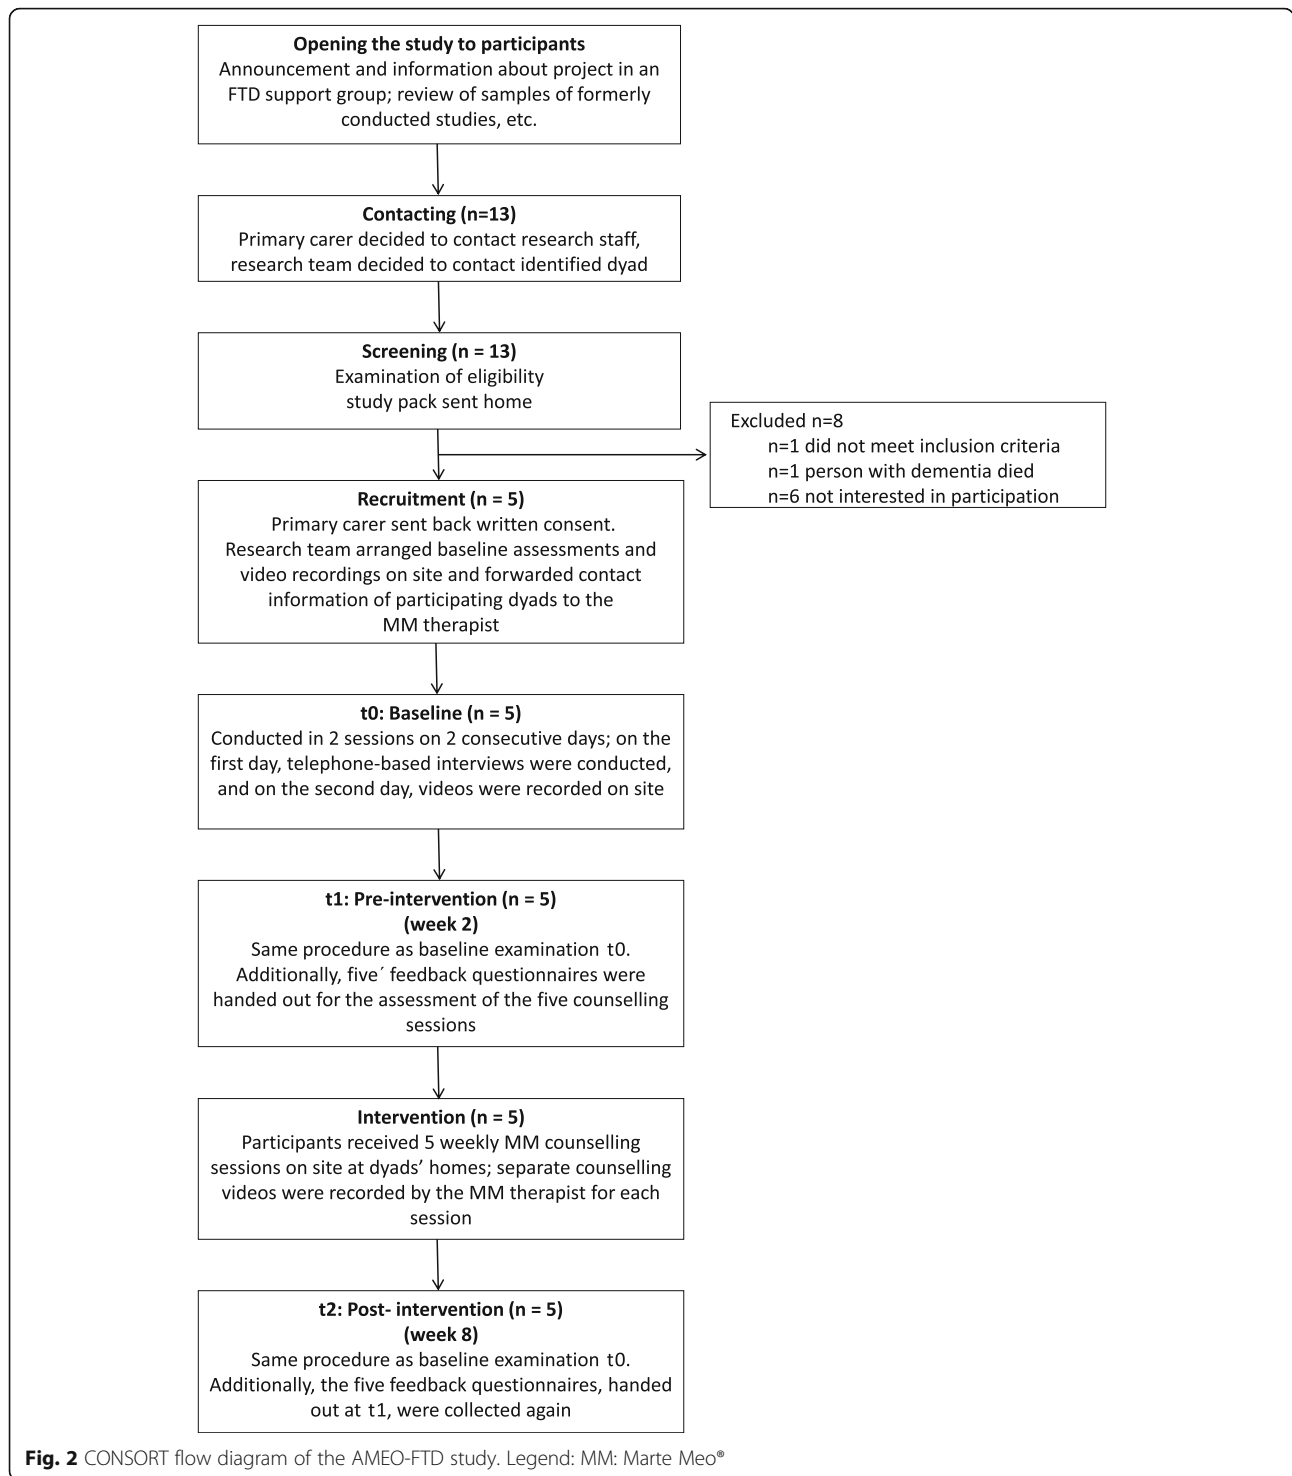 Opening the study to participants
Announcement and information about project in an
FTD support group; review of samples of formerly
conducted studies, etc.
Contacting (n=13)
Primary carer decided to contact research staff,
research team decided to contact identified dyad
Screening (n = 13)
Examination of eligibility
study pack sent home
Excluded n=8
n=1 did not meet inclusion criteria
n=1 person with dementia died
n=6 not interested in participation
Recruitment (n = 5)
Primary carer sent back written consent.
Research team arranged baseline assessments and
video recordings on site and forwarded contact
information of participating dyads to the
MM therapist
t0: Baseline (n = 5)
Conducted in 2 sessions on 2 consecutive days; on the
first day, telephone-based interviews were conducted,
and on the second day, videos were recorded on site
t1: Pre-intervention (n = 5)
(week 2)
Same procedure as baseline examination t0.
Additionally, five´ feedback questionnaires were
handed out for the assessment of the five counselling
sessions
Intervention (n = 5)
Participants received 5 weekly MM counselling
sessions on site at dyads’ homes; separate counselling
videos were recorded by the MM therapist for each
session
t2: Post- intervention (n = 5)
(week 8)
Same procedure as baseline examination t0.
Additionally, the five feedback questionnaires, handed
out at t1, were collected again
Fig. 2 CONSORT flow diagram of the AMEO-FTD study. Legend: MM: Marte Meo®